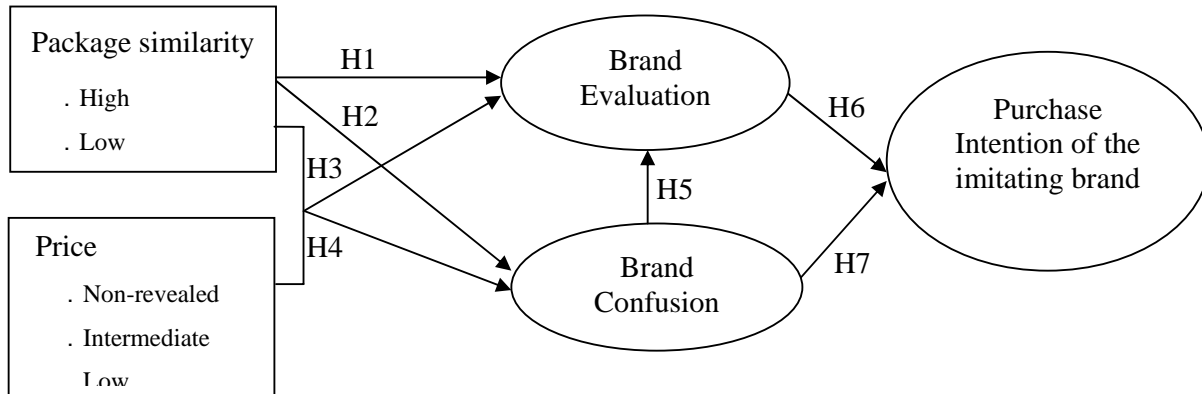 Package similarity
. High
. Low
Price
. Non-revealed
. Intermediate
Low
H1
H2
H3
H4
Brand
Evaluation
H5
Brand
Confusion
H6
H7
Purchase
Intention of the
imitating brand